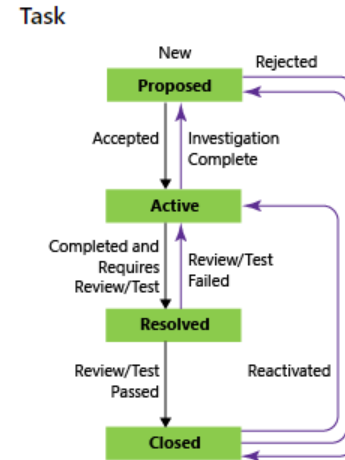 Task
New
Rejected
Proposed
Accepted
Investigation
Complete
Active
Completed and
Requires
Review/Test
Review/Test
Failed
Resolved
Review/Test
Passed
Reactivated
Closed